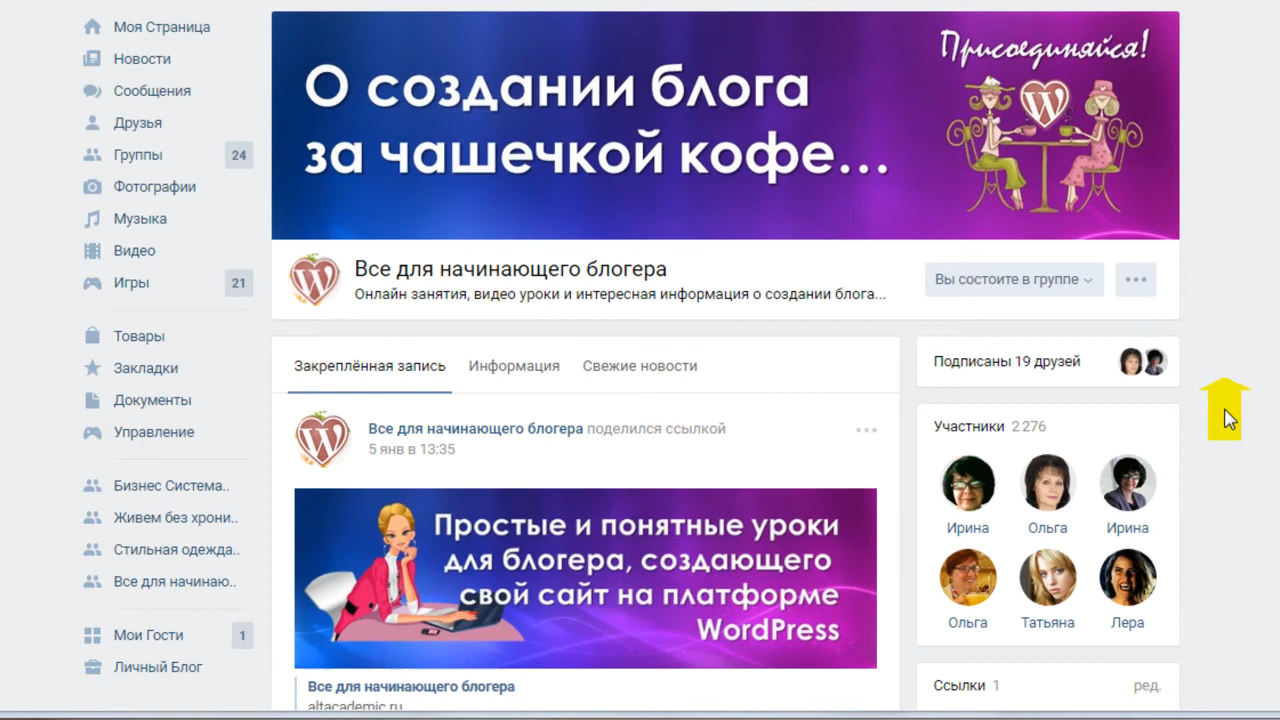 Моя Страница
Новости
Сообщения
Друзья
Группы 24
Фотографии
Музыка
Видео
Игры 21
Товары
Закладки
Документы
Управление
Бизнес Система..
Живем без хрони..
Стильная одежда..
Все для начинаю..
Мои Гости 1
Личный Блог
Присоединяйся!
О создании блога
за чашечкой кофе...
W
W
Все для начинающего блогера
Онлайн занятия, видео уроки и интересная информация о создании блога...
Вы состоите в группе
Закреплённая запись Информация Свежие новости
W
Все для начинающего блогера поделился ссылкой
5 янв в 13:35
Простые и понятные уроки
для блогера, создающего
свой сайт на платформе
WordPress
Все для начинающего блогера
altacademic.ru
Подписаны 19 друзей
Участники 2 276
Ирина Ольга Ирина
Ольга Татьяна Лера
Ссылки 1 ред.